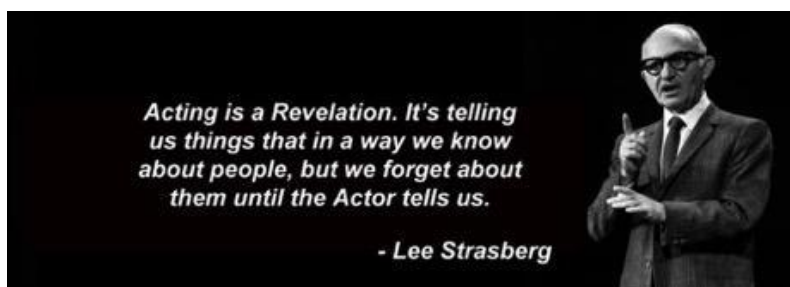 Acting is a Revelation. It's telling
us things that in a way we know
about people, but we forget about
them until the Actor tells us.
- Lee Strasberg